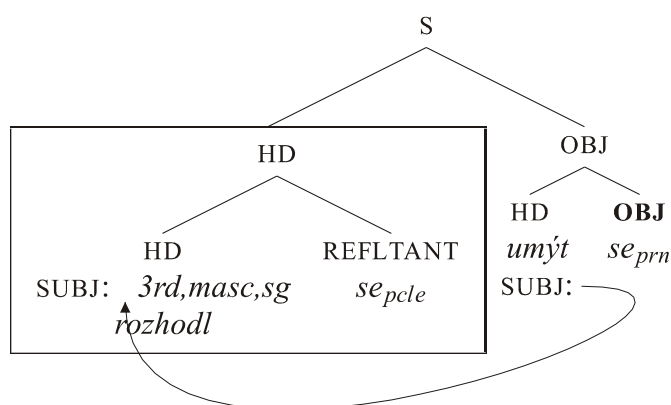 S
HD OBJ
HD REFLTANT HD OBJ
SUBJ: 3rd,masc,sg se_pcle umýt se_prn
rozhodl SUBJ: